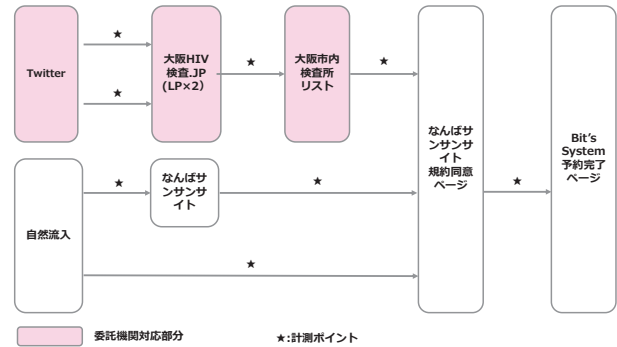 ★
★
★
★
Twitter
大阪HIV
検査.JP
(LP×2）
大阪市内
検査所
リスト
なんばサ
ンサンサ
イト
規約同意
ページ
Bit's
System
予約完了
ページ
自然流入
★
なんばサ
ンサンサ
イト
★
★
★
委託機関対応部分
★:計測ポイント